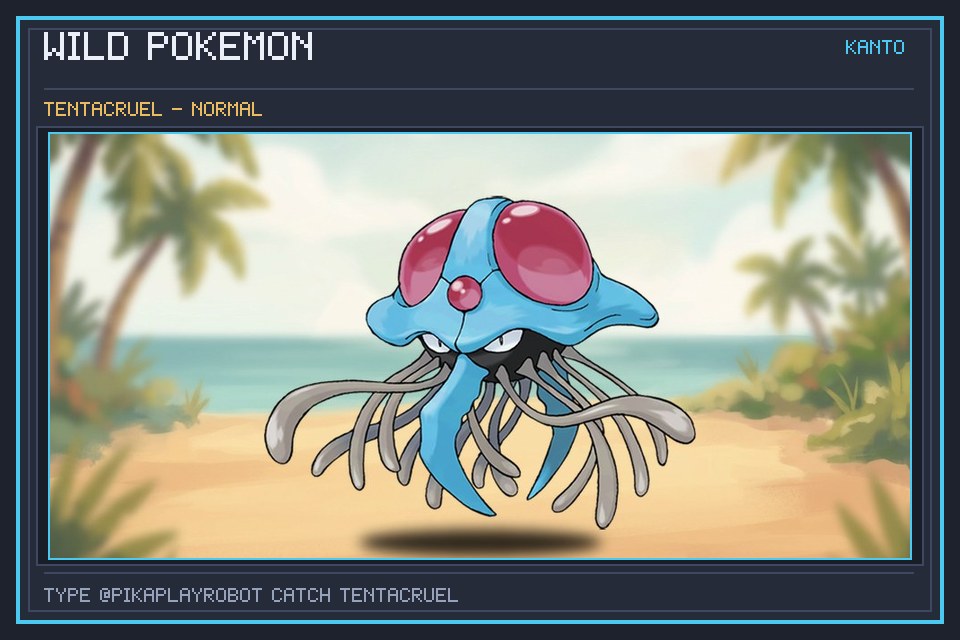 WILD POKEMON
KANTO
TENTACRUEL - NORMAL
TYPE @PIKAPLAYROBOT CATCH TENTACRUEL